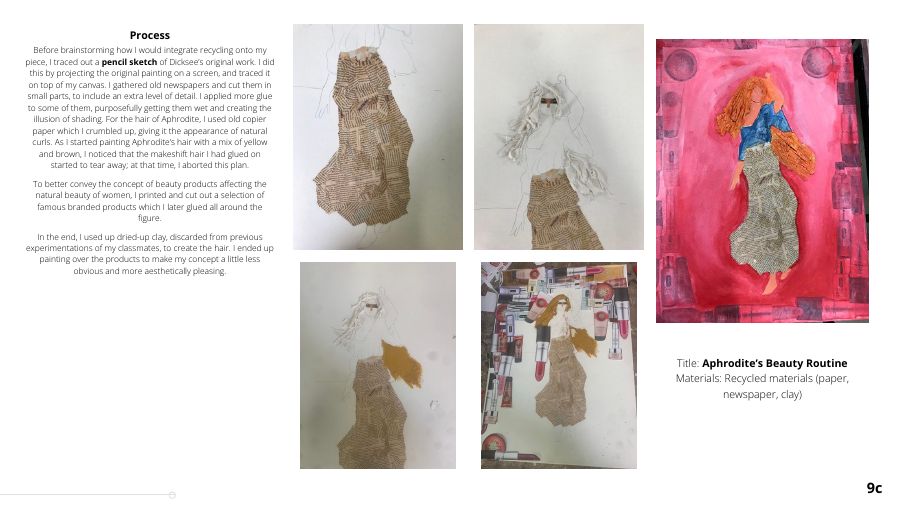 Process
Before brainstorming how I would integrate recycling onto my
piece, I traced out a pencil sketch of Dicksee's original work. I did
this by projecting the original painting on a screen, and traced it
on top of my canvas. I gathered old newspapers and cut them in
small parts, to include an extra level of detail. I applied more glue
to some of them, purposefully getting them wet and creating the
illusion of shading. For the hair of Aphrodite, I used old copier
paper which I crumbled up, giving it the appearance of natural
curls. As I started painting Aphrodite's hair with a mix of yellow
and brown, I noticed that the makeshift hair I had glued on
started to tear away; at that time, I aborted this plan.
To better convey the concept of beauty products affecting the
natural beauty of women, I printed and cut out a selection of
famous branded products which I later glued all around the
figure.
In the end, I used up dried-up clay, discarded from previous
experimentations of my classmates, to create the hair. I ended up
painting over the products to make my concept a little less
obvious and more aesthetically pleasing.
Title: Aphrodite's Beauty Routine
Materials: Recycled materials (paper,
newspaper, clay)
9c